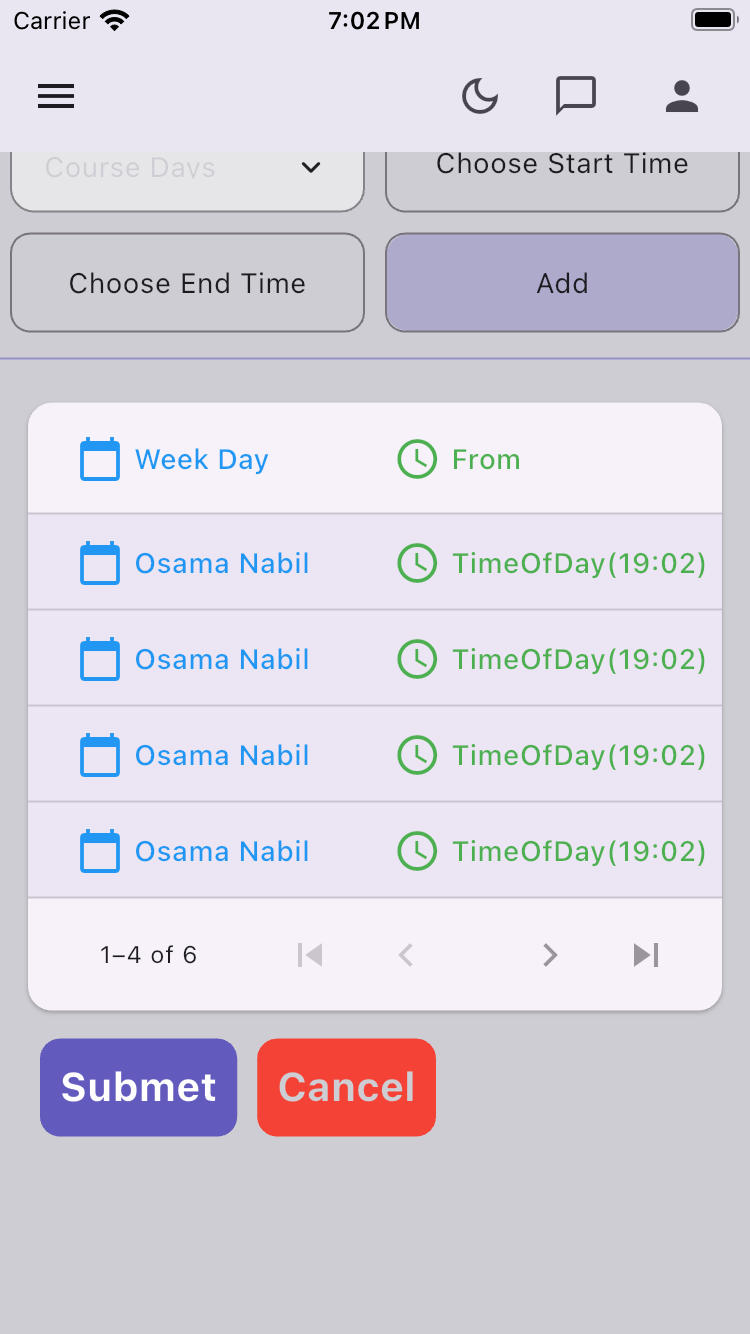 Carrier 7:02 PM
Course Days Choose Start Time
Choose End Time Add
Week Day From
Osama Nabil TimeOfDay(19:02)
Osama Nabil TimeOfDay(19:02)
Osama Nabil TimeOfDay(19:02)
Osama Nabil TimeOfDay(19:02)
1–4 of 6
Submet Cancel